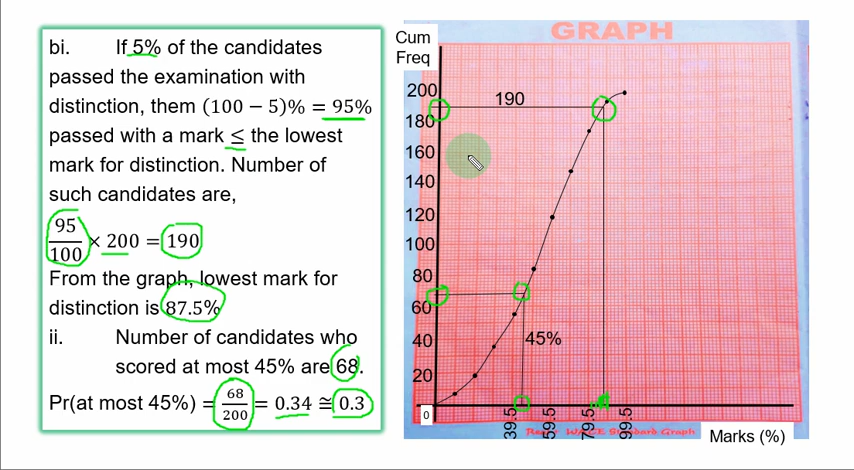 bi. If 5% of the candidates
passed the examination with
distinction, them (100 − 5)% = 95%
passed with a mark ≤ the lowest
mark for distinction. Number of
such candidates are,
95/100 × 200 = 190
From the graph, lowest mark for
distinction is 87.5%
ii. Number of candidates who
scored at most 45% are 68.
Pr(at most 45%) = 68/200 = 0.34 ≅ 0.3
GRAPH
Cum
Freq
200
190
180
160
140
120
100
80
60
45%
40
20
0
39.5
59.5
79.5
99.5
Standard Graph
Marks (%)